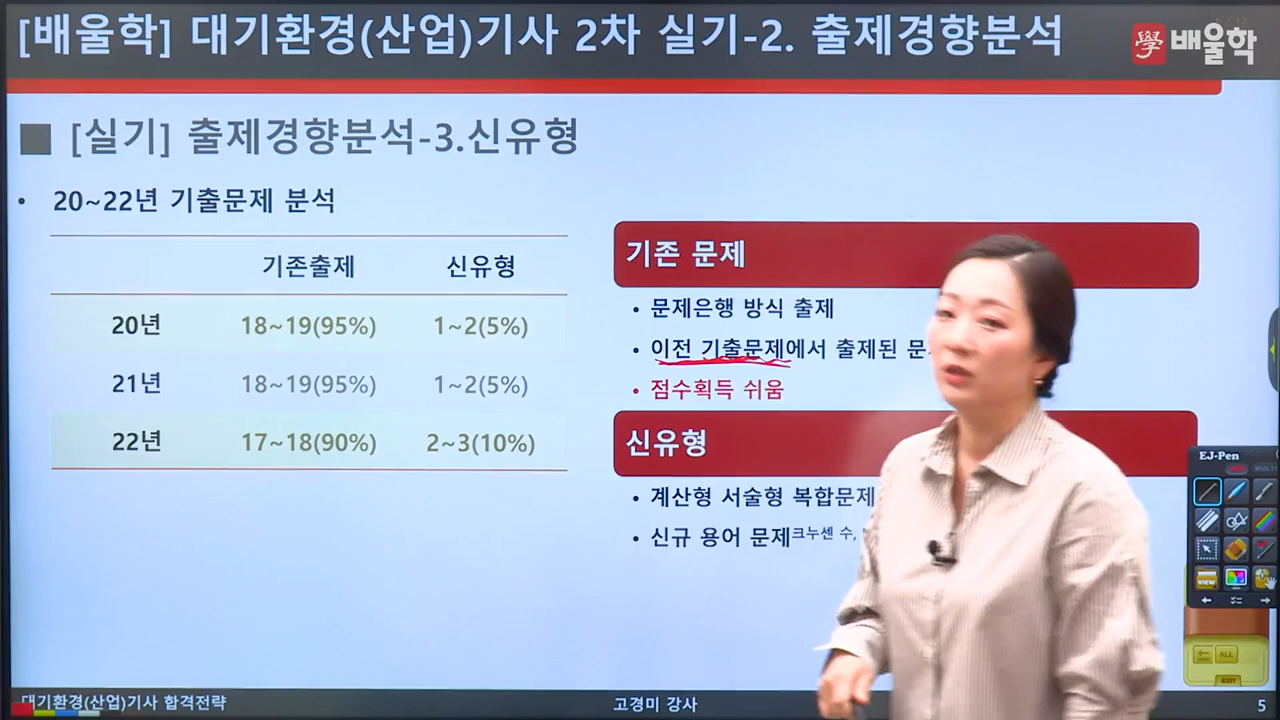 [배울학] 대기환경(산업)기사 2차 실기-2. 출제경향분석
學 배울학
[실기] 출제경향분석-3.신유형
• 20~22년 기출문제 분석
기존출제 신유형
20년 18~19(95%) 1~2(5%)
21년 18~19(95%) 1~2(5%)
22년 17~18(90%) 2~3(10%)
기존 문제
• 문제은행 방식 출제
• 이전 기출문제에서 출제된
• 점수획득 쉬움
신유형
• 계산형 서술형 복합문제
• 신규 용어 문제 크누센 수,
EJ-Pen
VIEW
ALL
EXIT
대기환경(산업)기사 합격전략
고경미 강사
5